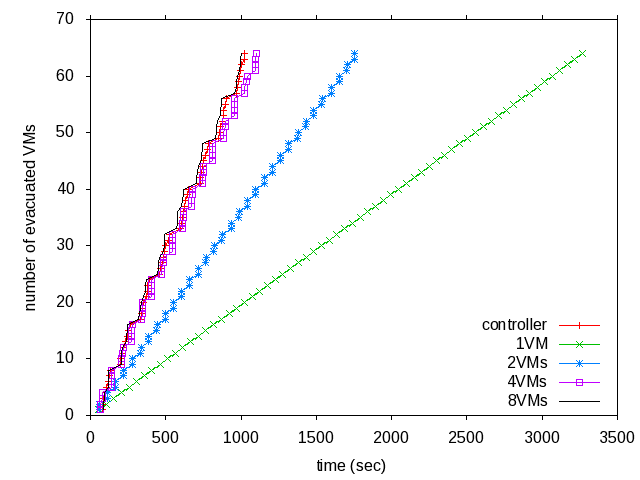 70
60
50
40
30
20
10
0
number of evacuated VMs
controller
1VM
2VMs
4VMs
8VMs
0 500 1000 1500 2000 2500 3000 3500
time (sec)